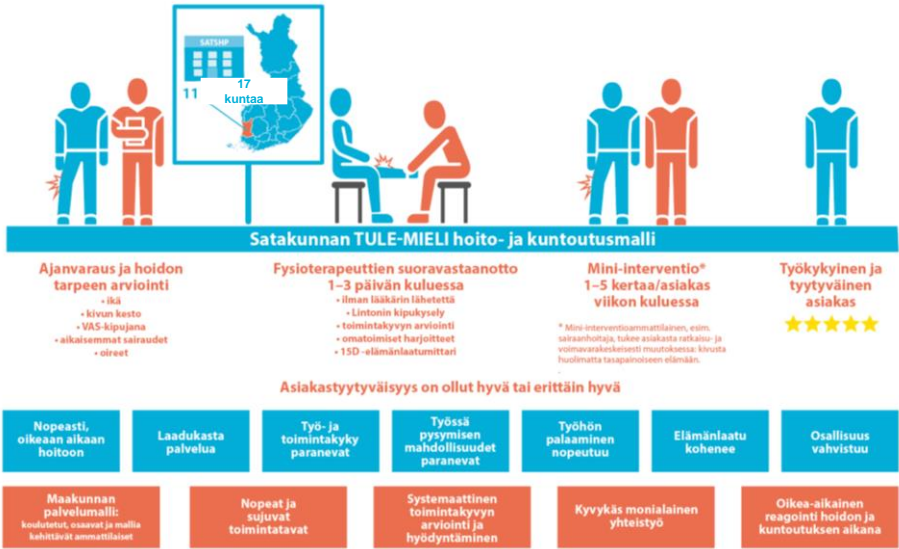 SATSHP
11
17
kuntaa
Satakunnan TULE-MIELI hoito- ja kuntoutusmalli
Ajanvaraus ja hoidon
tarpeen arviointi
• ikä
• kivun kesto
• VAS-kipujana
• aikaisemmat sairaudet
• oireet
Fysioterapeuttien suoravastaanotto
1–3 päivän kuluessa
• ilman lääkärin lähetettä
• Lintonin kipukysely
• toimintakyvyn arviointi
• omatoimiset harjoitteet
• 15D -elämänlaatumittari
Mini-interventio*
1–5 kertaa/asiakas
viikon kuluessa
* Mini-interventioammattilainen, esim.
sairaanhoitaja, tukee asiakasta ratkaisu- ja
voimavarakeskeisesti muutoksessa: kivusta
huolimatta tasapainoiseen elämään.
.
Työkykyinen ja
tyytyväinen
asiakas
Asiakastyytyväisyys on ollut hyvä tai erittäin hyvä
Nopeasti,
oikeaan aikaan
hoitoon
Laadukasta
palvelua
Työ- ja
toimintakyky
paranevat
Työssä
pysymisen
mahdollisuudet
paranevat
Työhön
palaaminen
nopeutuu
Elämänlaatu
kohenee
Osallisuus
vahvistuu
Maakunnan
palvelumalli:
koulutetut, osaavat ja mallia
kehittävät ammattilaiset
Nopeat ja
sujuvat
toimintatavat
Systemaattinen
toimintakyvyn
arviointi ja
hyödyntäminen
Kyvykäs monialainen
yhteistyö
Oikea-aikainen
reagointi hoidon ja
kuntoutuksen aikana